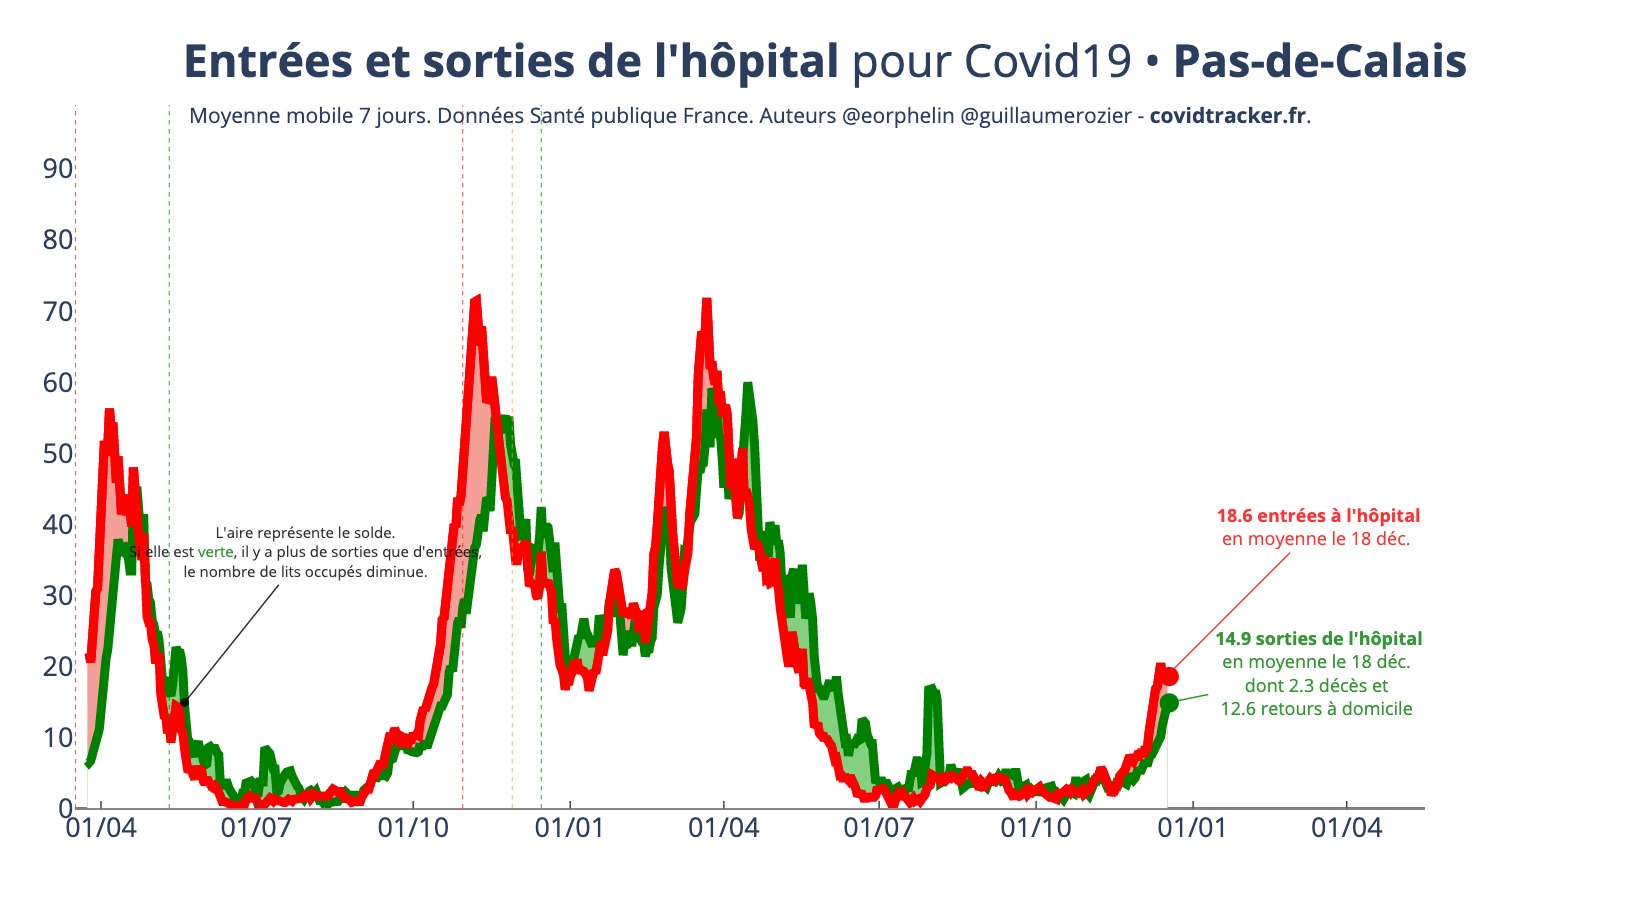 Entrées et sorties de l'hôpital pour Covid19 • Pas-de-Calais
Moyenne mobile 7 jours. Données Santé publique France. Auteurs @eorphelin @guillaumerozier - covidtracker.fr.
90
80
70
60
50
40
30
20
10
0
L'aire représente le solde.
Si elle est verte, il y a plus de sorties que d'entrées,
le nombre de lits occupés diminue.
18.6 entrées à l'hôpital
en moyenne le 18 déc.
14.9 sorties de l'hôpital
en moyenne le 18 déc.
dont 2.3 décès et
12.6 retours à domicile
01/04 01/07 01/10 01/01 01/04 01/07 01/10 01/01 01/04